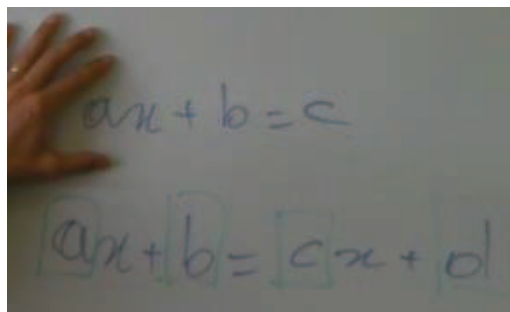 ax + b = c
ax + b = cx + d